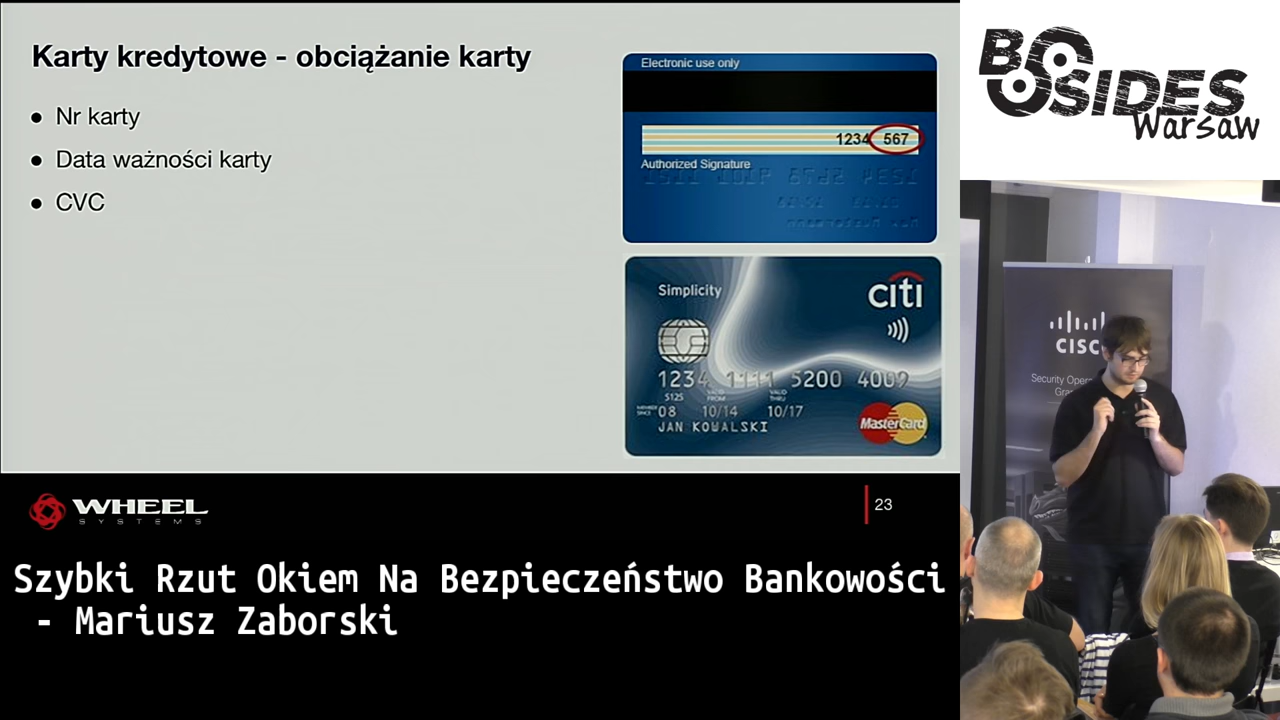 Karty kredytowe - obciążanie karty
Nr karty
Data ważności karty
CVC
Electronic use only
1234 567
Authorized Signature
Simplicity
citi
1234 1111 5200 4009
10/14 10/17
JAN KOWALSKI
MasterCard
WHEEL
SYSTEMS
23
Szybki Rzut Okiem Na Bezpieczeństwo Bankowości
- Mariusz Zaborski
BSIDES
Warsaw
CISCO
Security